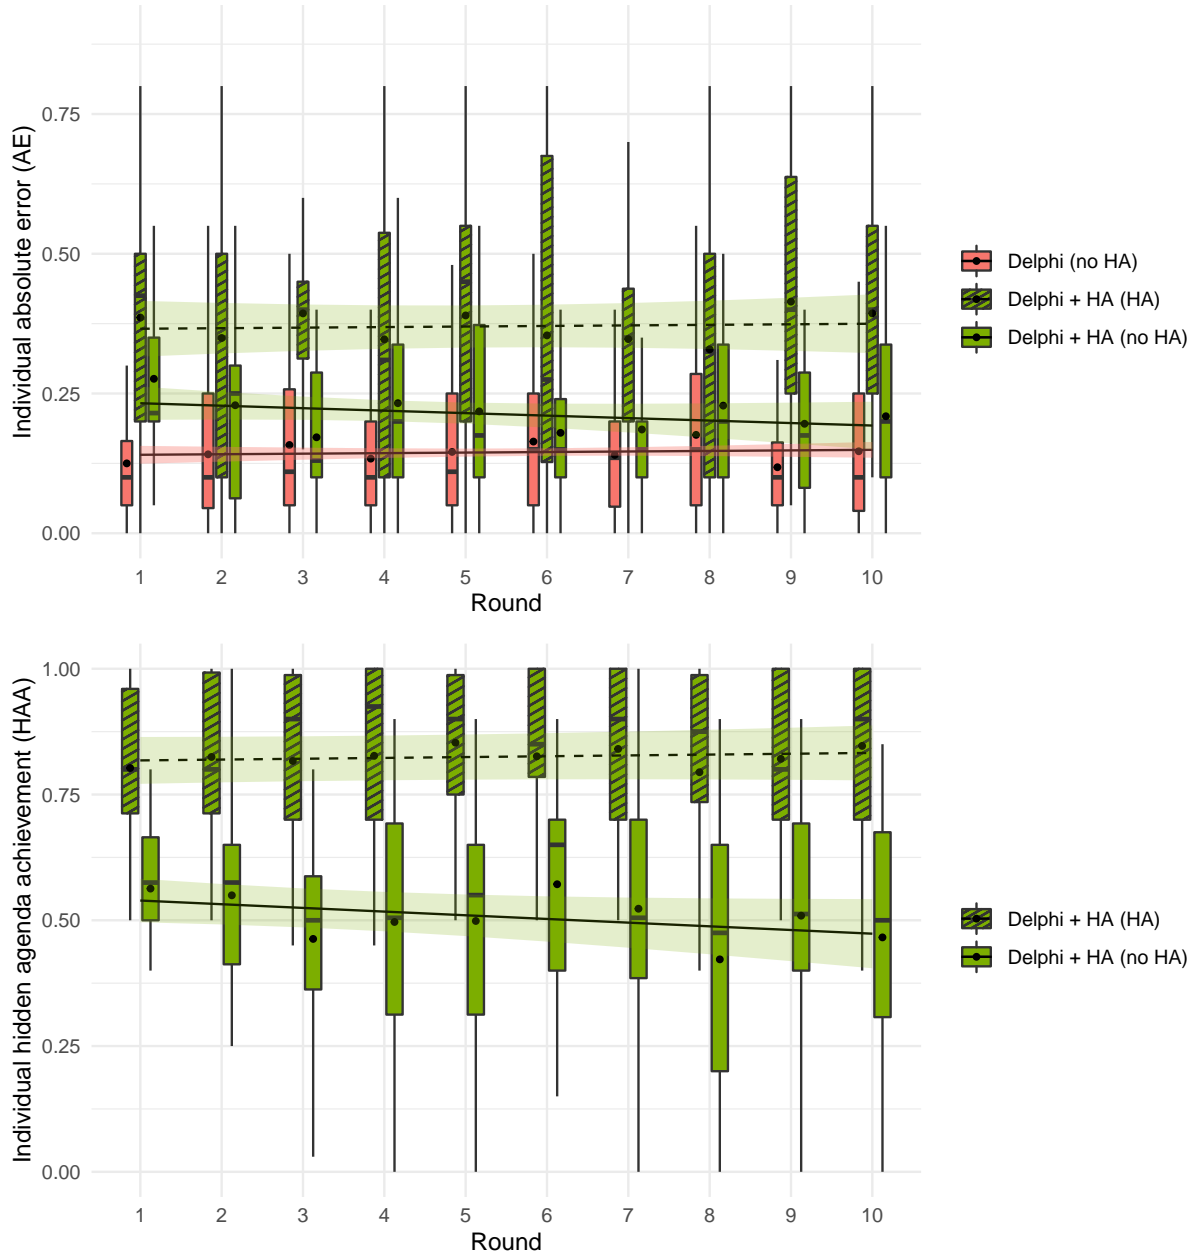 Individual absolute error (AE)
0.75
0.50
0.25
0.00
1 2 3 4 5 6 7 8 9 10
Round
Delphi (no HA)
Delphi + HA (HA)
Delphi + HA (no HA)
Individual hidden agenda achievement (HAA)
1.00
0.75
0.50
0.25
0.00
1 2 3 4 5 6 7 8 9 10
Round
Delphi + HA (HA)
Delphi + HA (no HA)